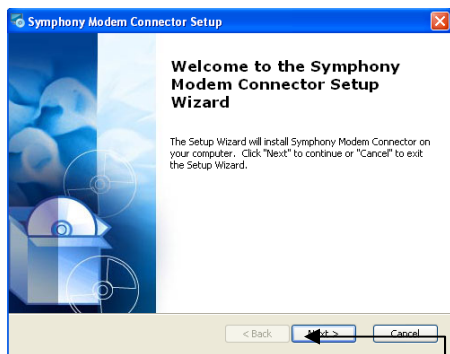 Symphony Modem Connector Setup
Welcome to the Symphony
Modem Connector Setup
Wizard
The Setup Wizard will install Symphony Modem Connector on
your computer. Click "Next" to continue or "Cancel" to exit
the Setup Wizard.
< Back Next > Cancel